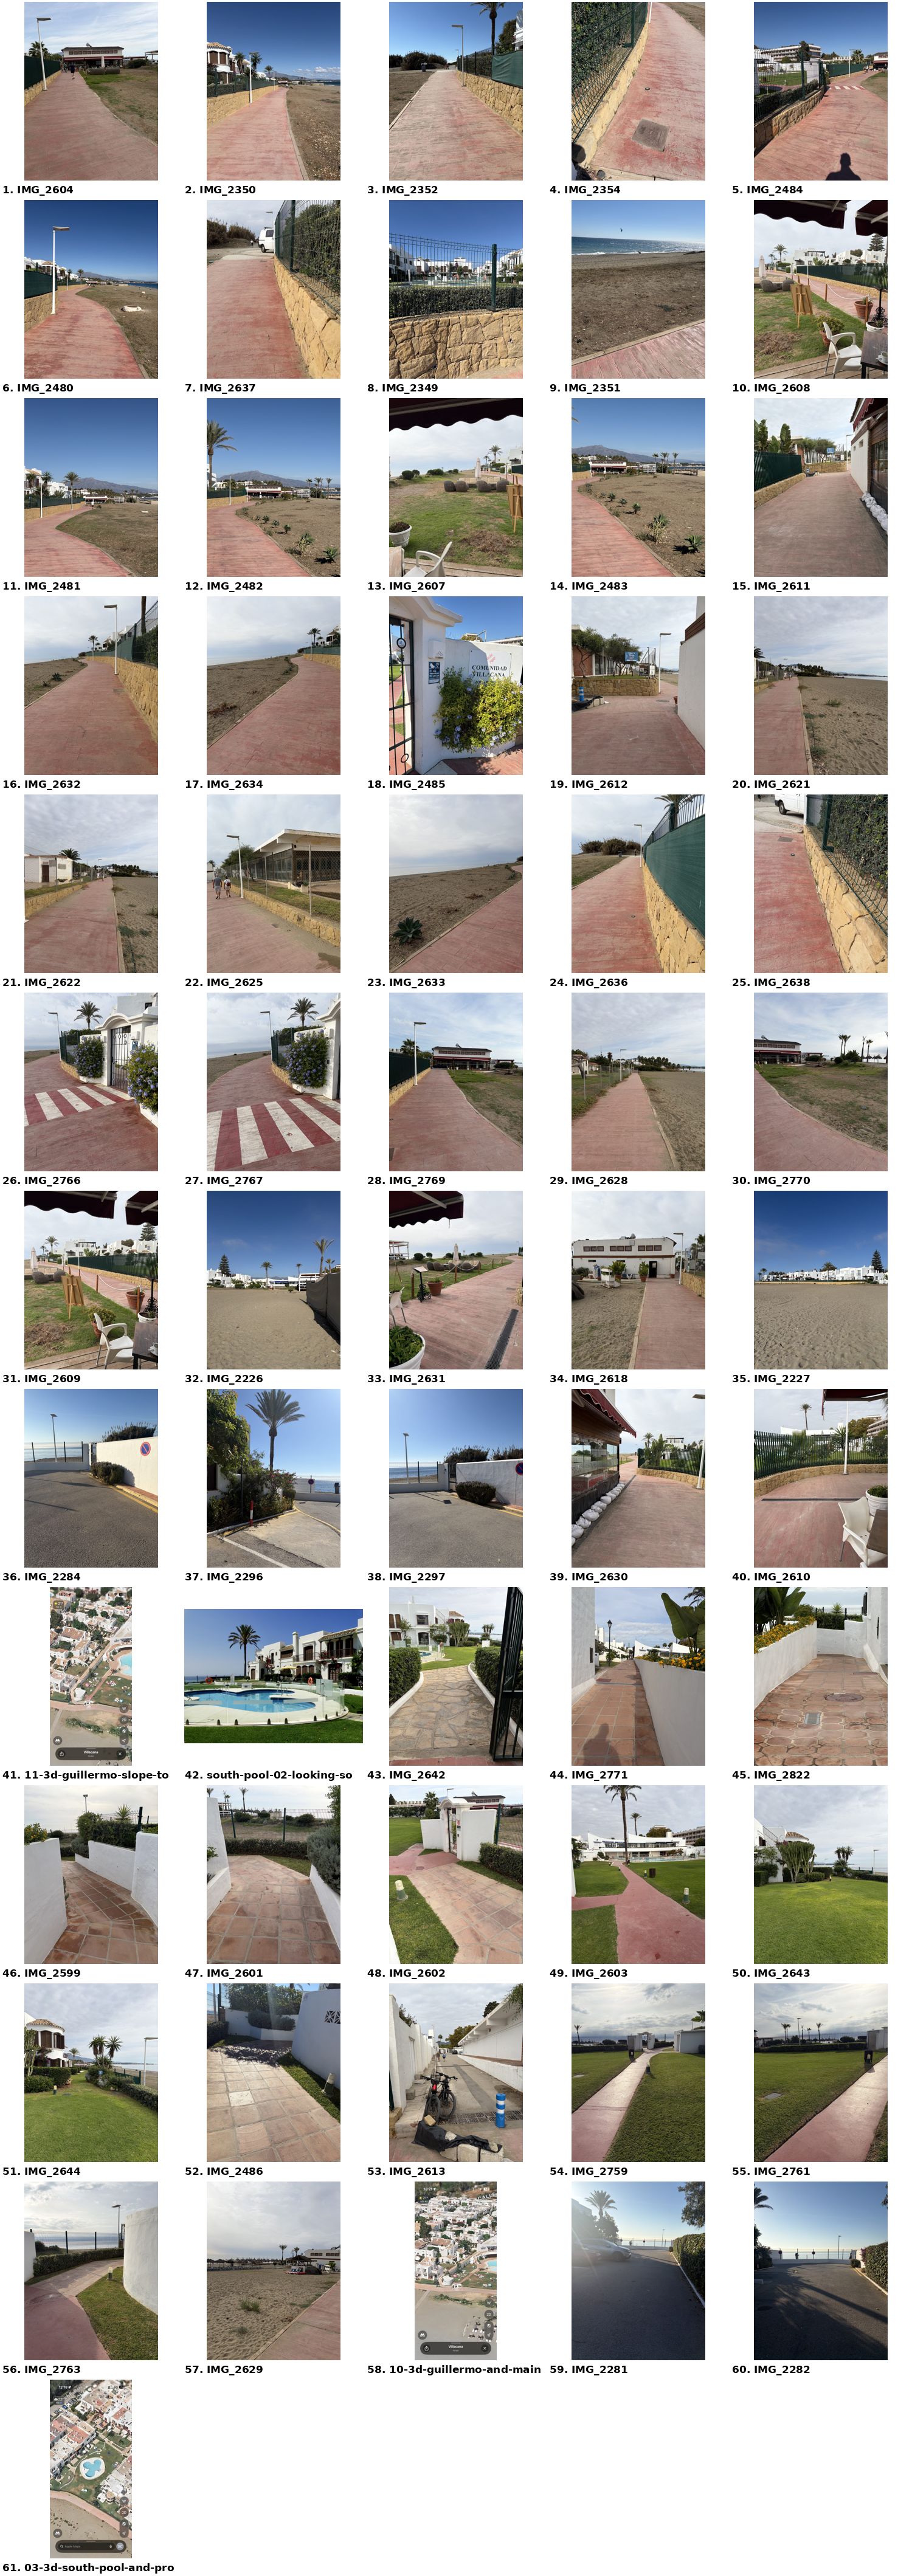 1. IMG_2604
2. IMG_2350
3. IMG_2352
4. IMG_2354
5. IMG_2484
6. IMG_2480
7. IMG_2637
8. IMG_2349
9. IMG_2351
10. IMG_2608
11. IMG_2481
12. IMG_2482
13. IMG_2607
14. IMG_2483
15. IMG_2611
COMUNIDAD
VILLACANA
16. IMG_2632
17. IMG_2634
18. IMG_2485
19. IMG_2612
20. IMG_2621
21. IMG_2622
22. IMG_2625
23. IMG_2633
24. IMG_2636
25. IMG_2638
26. IMG_2766
27. IMG_2767
28. IMG_2769
29. IMG_2628
30. IMG_2770
31. IMG_2609
32. IMG_2226
33. IMG_2631
34. IMG_2618
35. IMG_2227
36. IMG_2284
37. IMG_2296
38. IMG_2297
39. IMG_2630
40. IMG_2610
Villacana
41. 11-3d-guillermo-slope-to
42. south-pool-02-looking-so
43. IMG_2642
44. IMG_2771
45. IMG_2822
46. IMG_2599
47. IMG_2601
48. IMG_2602
49. IMG_2603
50. IMG_2643
51. IMG_2644
52. IMG_2486
53. IMG_2613
54. IMG_2759
55. IMG_2761
Villacana
56. IMG_2763
57. IMG_2629
58. 10-3d-guillermo-and-main
59. IMG_2281
60. IMG_2282
61. 03-3d-south-pool-and-pro